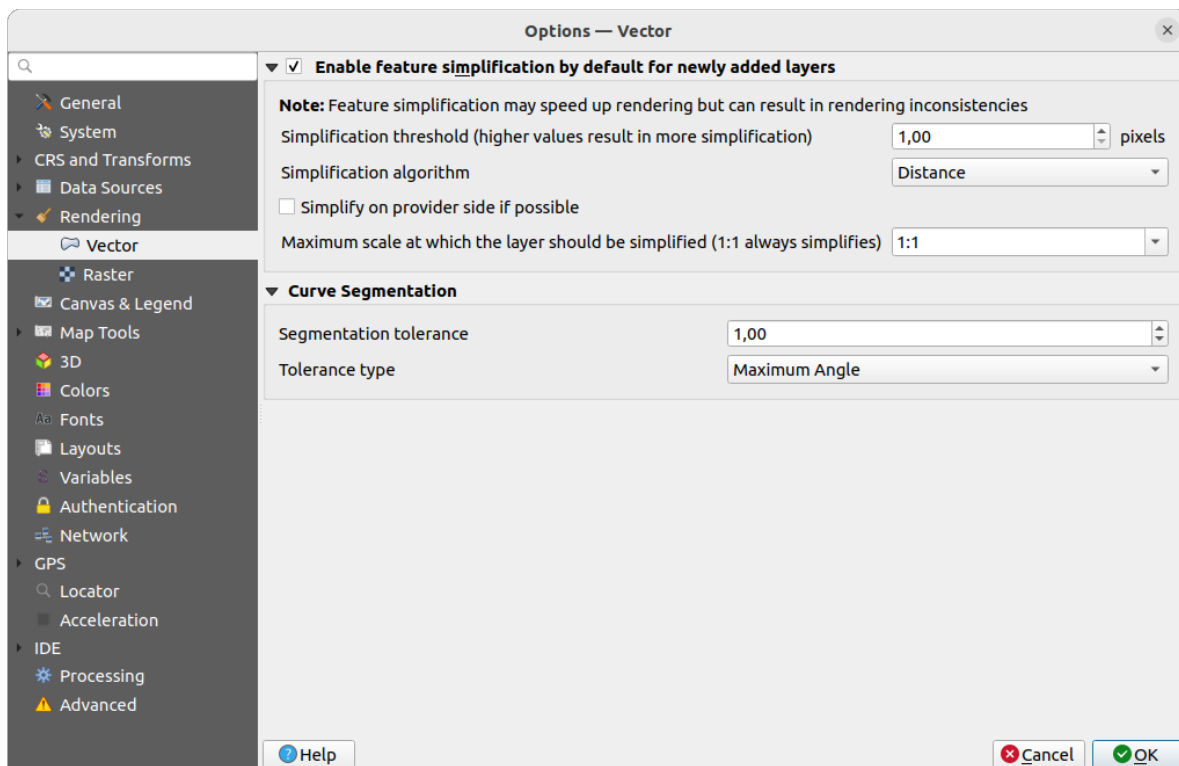 Options — Vector
General
System
CRS and Transforms
Data Sources
Rendering
Vector
Raster
Canvas & Legend
Map Tools
3D
Colors
Aa Fonts
Layouts
ε Variables
Authentication
Network
GPS
Locator
Acceleration
IDE
Processing
Advanced
Enable feature simplification by default for newly added layers
Note: Feature simplification may speed up rendering but can result in rendering inconsistencies
Simplification threshold (higher values result in more simplification) 1,00 pixels
Simplification algorithm Distance
Simplify on provider side if possible
Maximum scale at which the layer should be simplified (1:1 always simplifies) 1:1
Curve Segmentation
Segmentation tolerance 1,00
Tolerance type Maximum Angle
Help Cancel OK